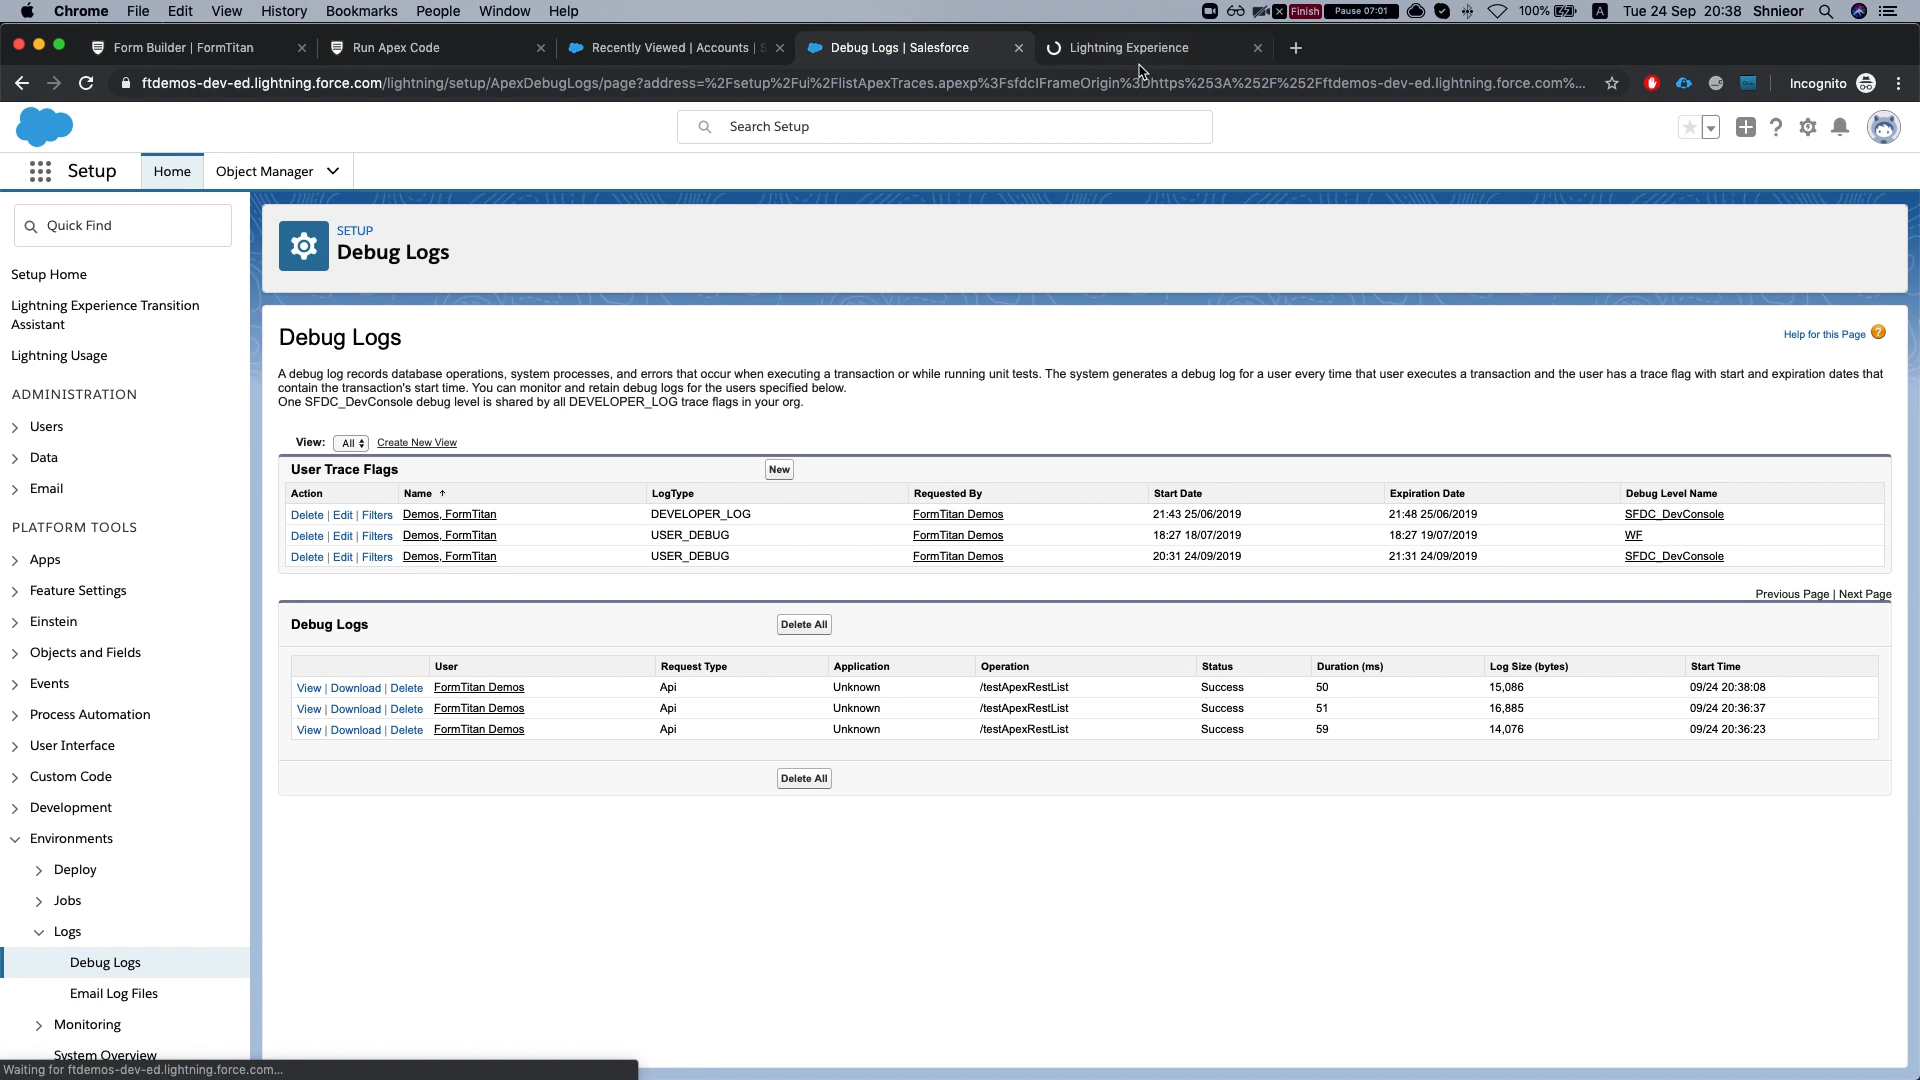 Chrome File Edit View History Bookmarks People Window Help Finish Pause 07:01 100% A Tue 24 Sep 20:38 Shnieor
Form Builder | FormTitan Run Apex Code Recently Viewed | Accounts | S Debug Logs | Salesforce Lightning Experience
ftdemos-dev-ed.lightning.force.com/lightning/setup/ApexDebugLogs/page?address=%2Fsetup%2Fui%2FlistApexTraces.apexp%3FsfdcIFrameOrigin%3Dhttps%253A%252F%252Fftdemos-dev-ed.lightning.force.com%... Incognito
Search Setup
Setup Home Object Manager
Quick Find
Setup Home
Lightning Experience Transition
Assistant
Lightning Usage
ADMINISTRATION
Users
Data
Email
PLATFORM TOOLS
Apps
Feature Settings
Einstein
Objects and Fields
Events
Process Automation
User Interface
Custom Code
Development
Environments
Deploy
Jobs
Logs
Debug Logs
Email Log Files
Monitoring
System Overview
Waiting for ftdemos-dev-ed.lightning.force.com...
SETUP
Debug Logs
Debug Logs
Help for this Page
A debug log records database operations, system processes, and errors that occur when executing a transaction or while running unit tests. The system generates a debug log for a user every time that user executes a transaction and the user has a trace flag with start and expiration dates that
contain the transaction's start time. You can monitor and retain debug logs for the users specified below.
One SFDC_DevConsole debug level is shared by all DEVELOPER_LOG trace flags in your org.
View: All Create New View
User Trace Flags New
Action Name LogType Requested By Start Date Expiration Date Debug Level Name
Delete | Edit | Filters Demos, FormTitan DEVELOPER_LOG FormTitan Demos 21:43 25/06/2019 21:48 25/06/2019 SFDC_DevConsole
Delete | Edit | Filters Demos, FormTitan USER_DEBUG FormTitan Demos 18:27 18/07/2019 18:27 19/07/2019 WF
Delete | Edit | Filters Demos, FormTitan USER_DEBUG FormTitan Demos 20:31 24/09/2019 21:31 24/09/2019 SFDC_DevConsole
Previous Page | Next Page
Debug Logs Delete All
User Request Type Application Operation Status Duration (ms) Log Size (bytes) Start Time
View | Download | Delete FormTitan Demos Api Unknown /testApexRestList Success 50 15,086 09/24 20:38:08
View | Download | Delete FormTitan Demos Api Unknown /testApexRestList Success 51 16,885 09/24 20:36:37
View | Download | Delete FormTitan Demos Api Unknown /testApexRestList Success 59 14,076 09/24 20:36:23
Delete All